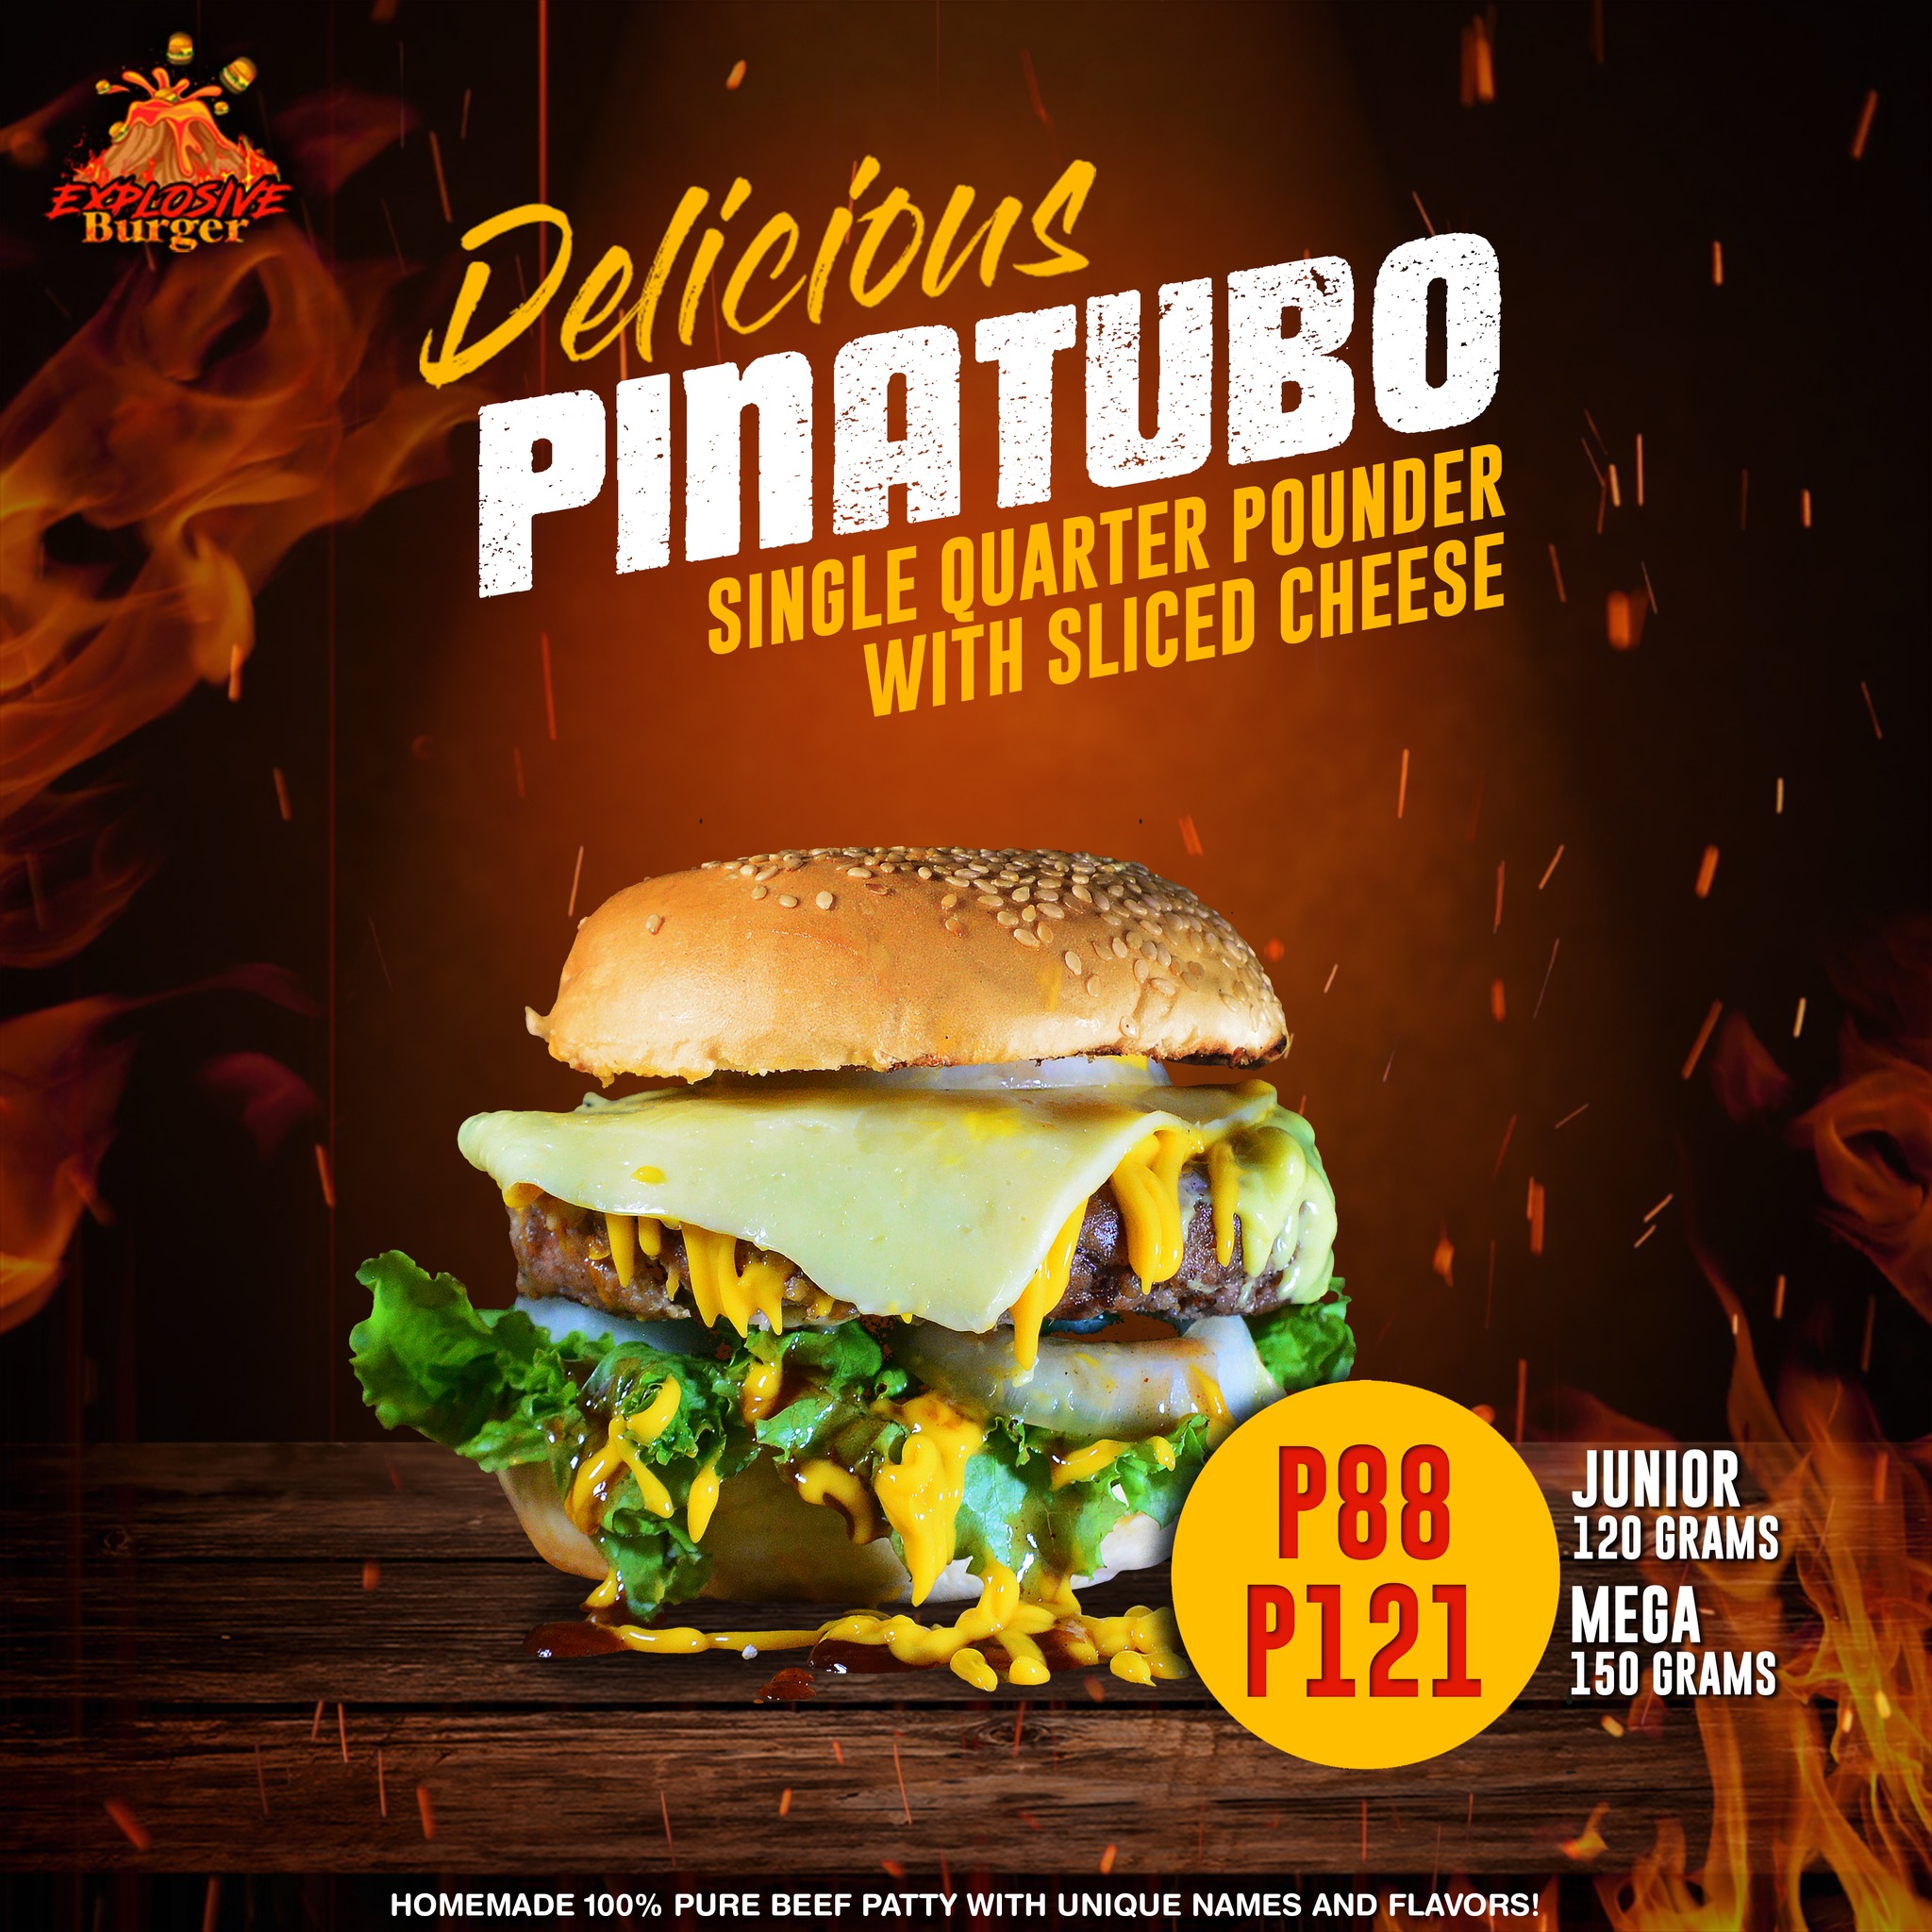 EXPLOSIVE
Burger
Delicious
PINATUBO
SINGLE QUARTER POUNDER
WITH SLICED CHEESE
P88
JUNIOR
120 GRAMS
P121
MEGA
150 GRAMS
HOMEMADE 100% PURE BEEF PATTY WITH UNIQUE NAMES AND FLAVORS!